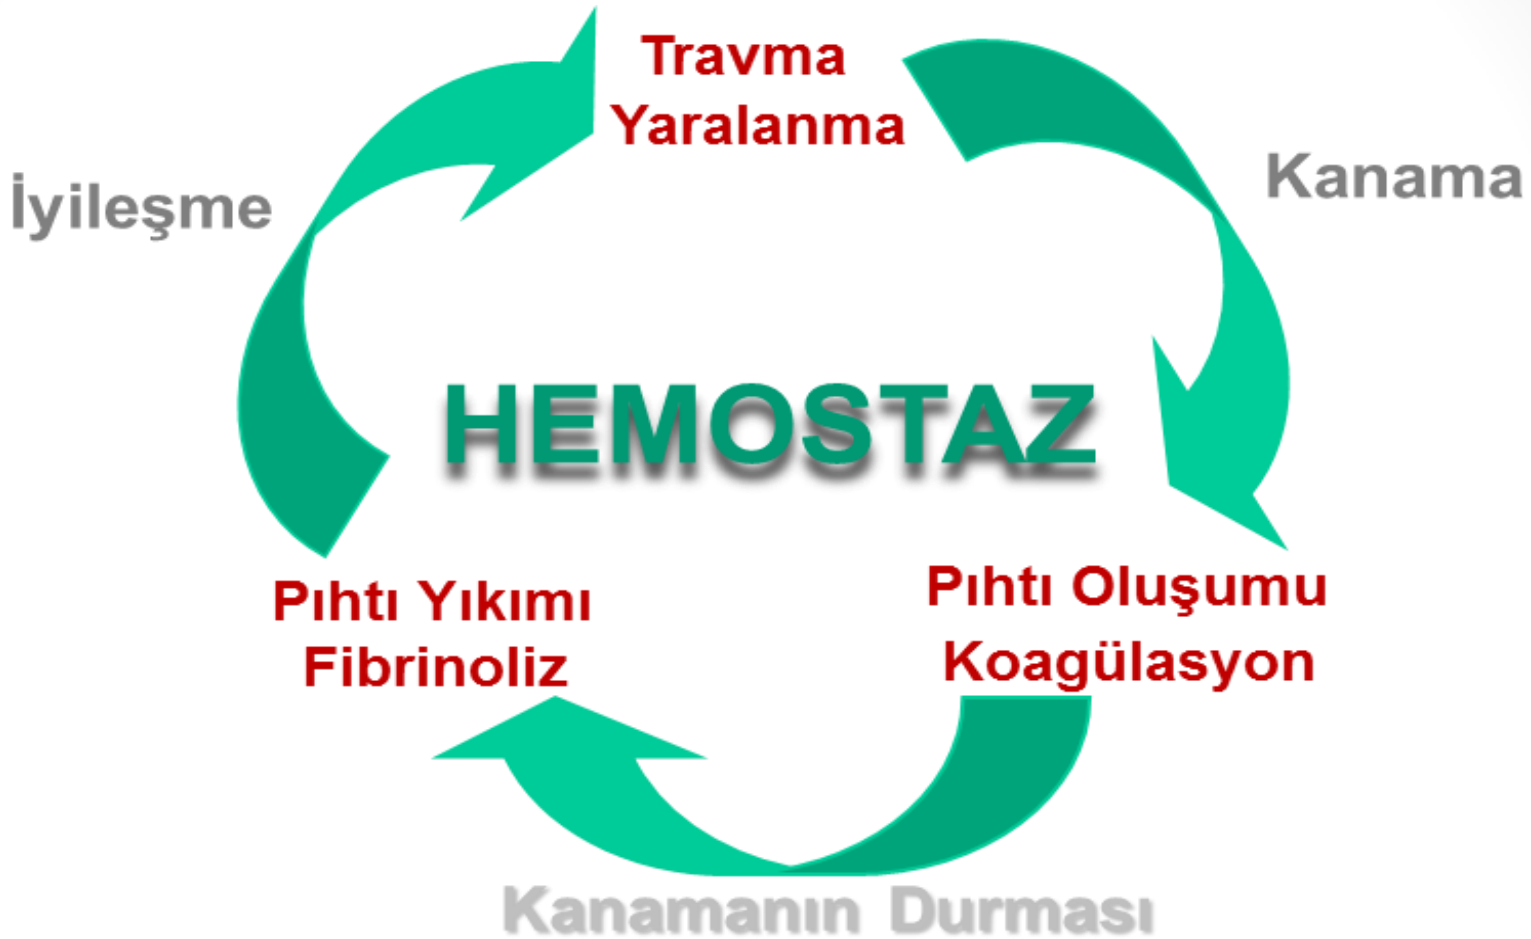 Travma
Yaralanma
Kanama
İyileşme
HEMOSTAZ
Pıhtı Oluşumu
Koagülasyon
Pıhtı Yıkımı
Fibrinoliz
Kanamanın Durması